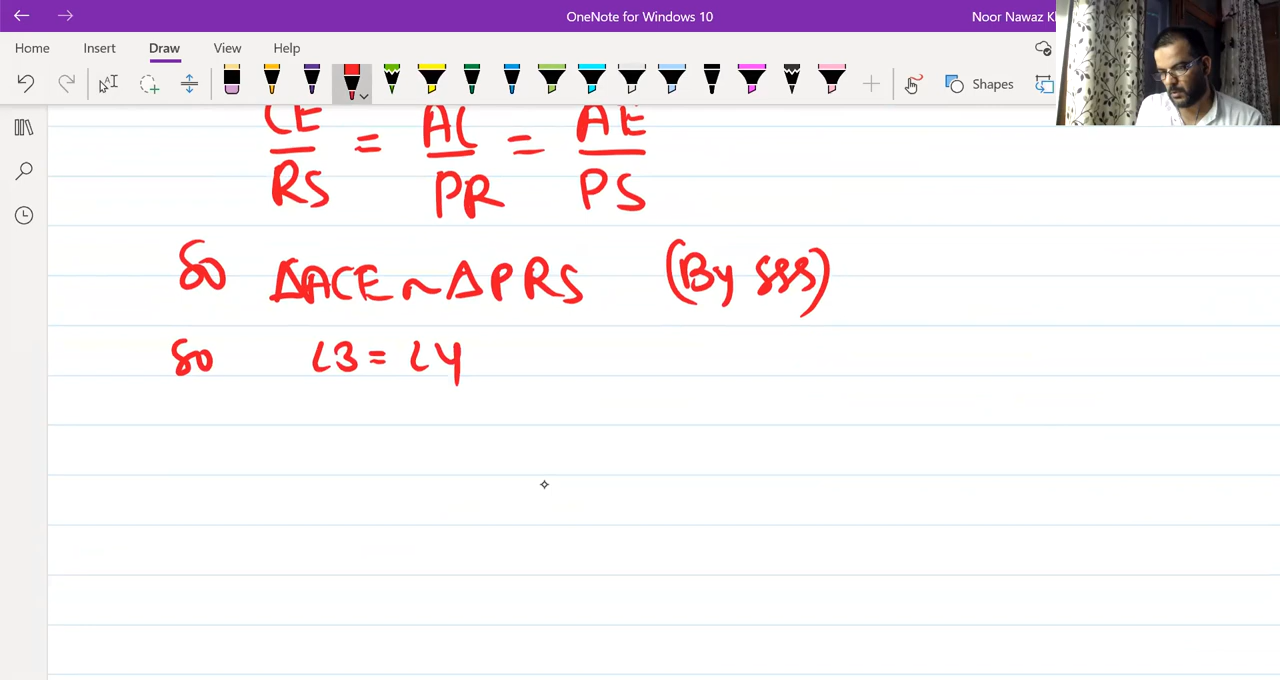 OneNote for Windows 10
Noor Nawaz Kh
Home Insert Draw View Help
Shapes
CE/RS = AC/PR = AE/PS
So ΔACE ~ ΔPRS (By SSS)
So ∠3 = ∠4